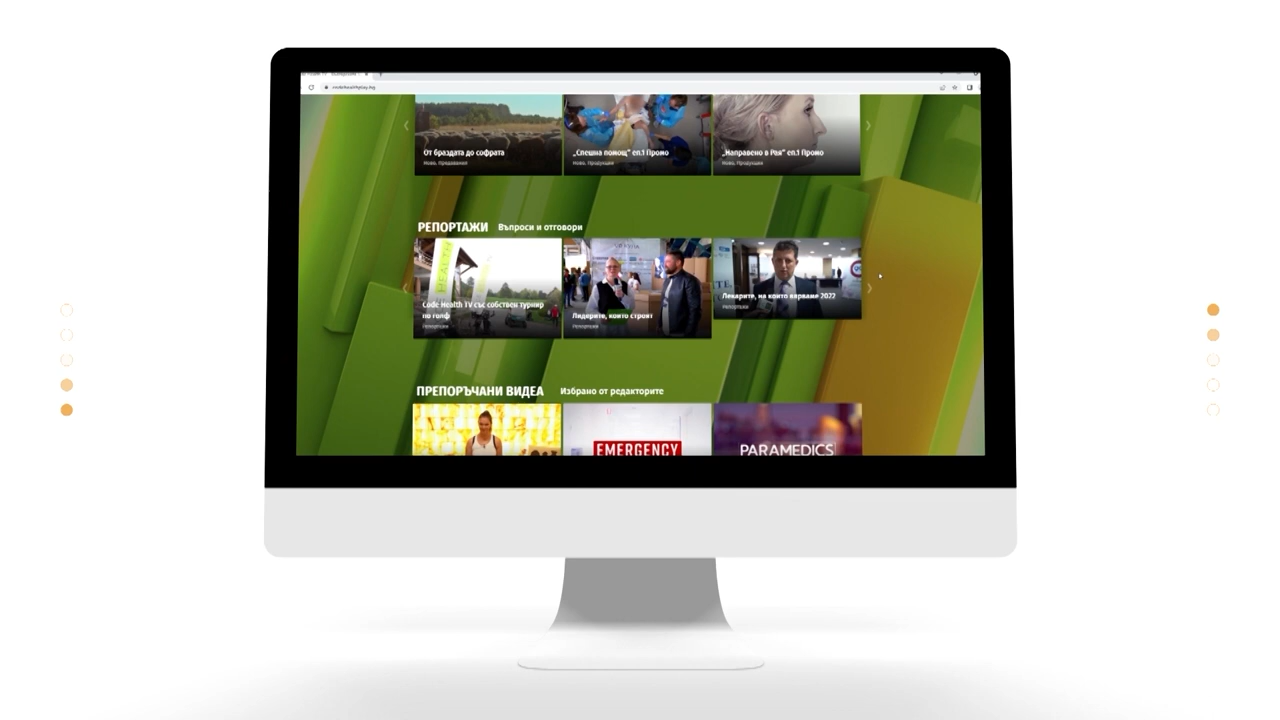 От браздата до софрата
Ново, Предавания
„Спешна помощ" еп.1 Промо
Ново, Продукции
„Направено в Рая" еп.1 Промо
Ново, Продукции
РЕПОРТАЖИ Въпроси и отговори
HEALTH
Code Health TV със собствен турнир
по голф
Репортажи
Лидерите, които строят
Репортажи
Лекарите, на които вярваме 2022
Репортажи
ПРЕПОРЪЧАНИ ВИДЕА Избрано от редакторите
EMERGENCY
PARAMEDICS